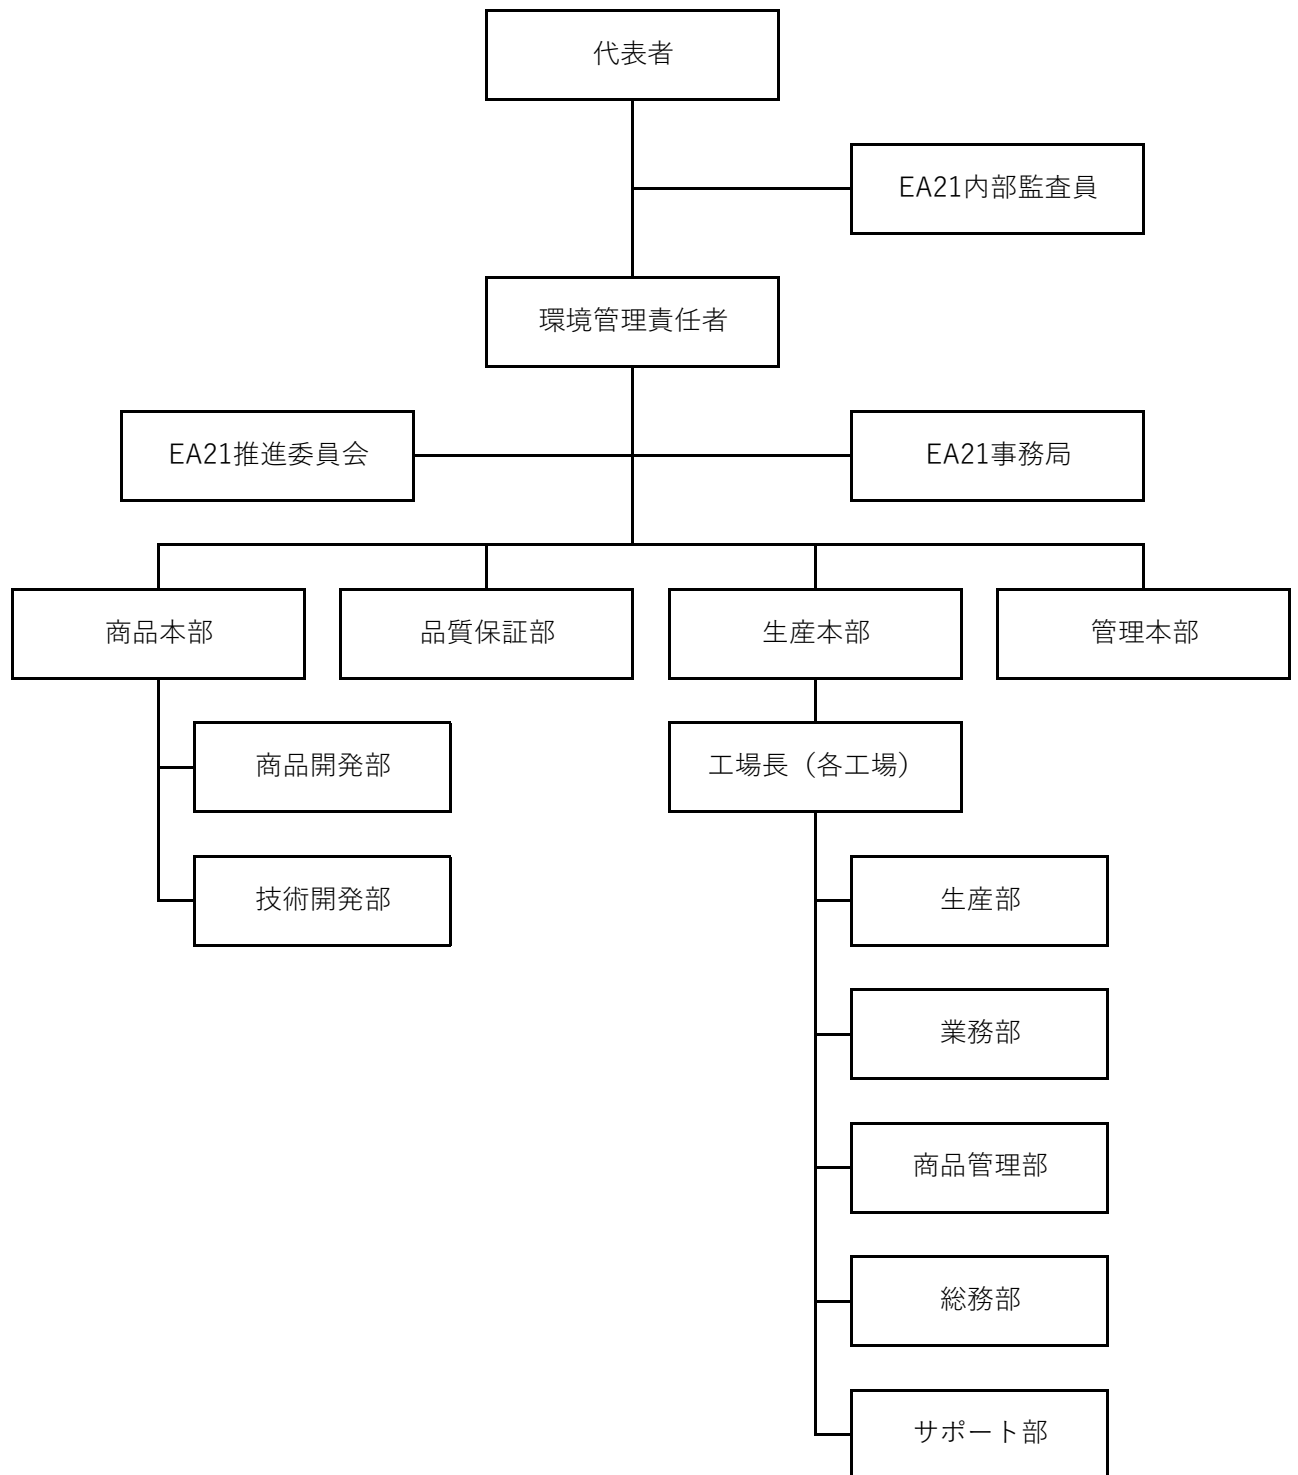 代表者
EA21内部監査員
環境管理責任者
EA21推進委員会
EA21事務局
商品本部
品質保証部
生産本部
管理本部
商品開発部
工場長（各工場）
技術開発部
生産部
業務部
商品管理部
総務部
サポート部